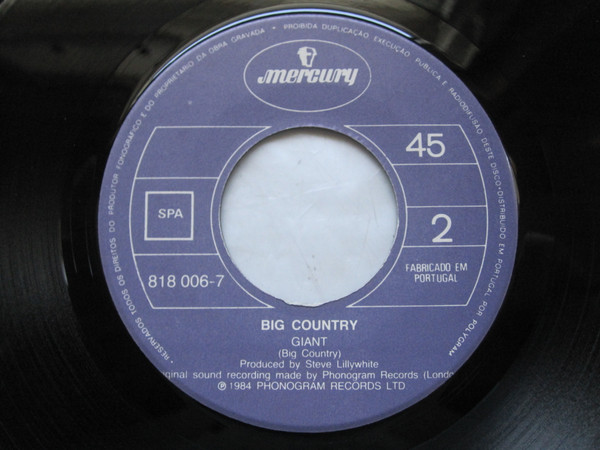 • RESERVADOS TODOS OS DIREITOS DO PRODUTOR FONOGRÁFICO E DO PROPRIETÁRIO DA OBRA GRAVADA • PROIBIDA DUPLICAÇÃO, EXECUÇÃO PUBLICA E RADIODIFUSÃO DESTE DISCO • DISTRIBUIDO EM PORTUGAL POR POLYGRAM
mercury
45
SPA
2
818 006-7
FABRICADO EM
PORTUGAL
BIG COUNTRY
GIANT
(Big Country)
Produced by Steve Lillywhite
ginal sound recording made by Phonogram Records (Londo
℗ 1984 PHONOGRAM RECORDS LTD